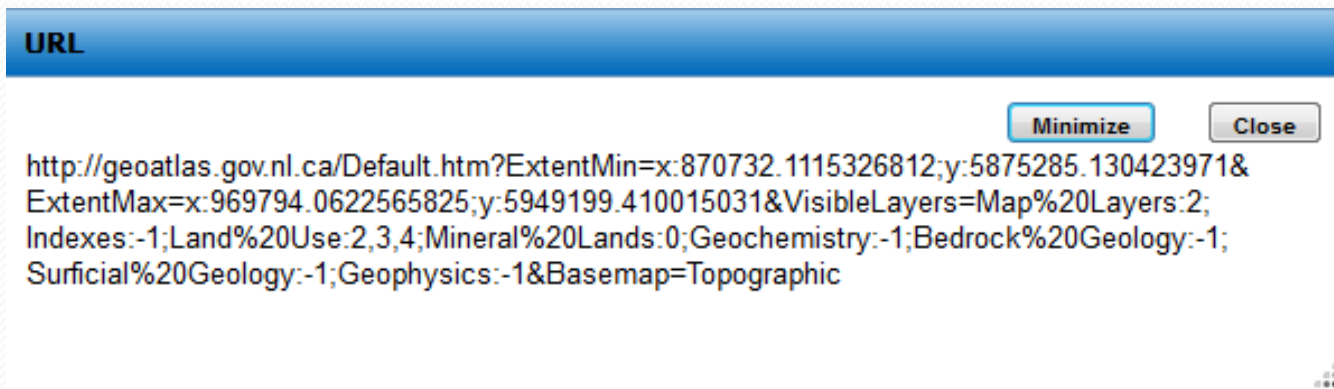 URL
Minimize Close
http://geoatlas.gov.nl.ca/Default.htm?ExtentMin=x:870732.1115326812;y:5875285.130423971&
ExtentMax=x:969794.0622565825;y:5949199.410015031&VisibleLayers=Map%20Layers:2;
Indexes:-1;Land%20Use:2,3,4;Mineral%20Lands:0;Geochemistry:-1;Bedrock%20Geology:-1;
Surficial%20Geology:-1;Geophysics:-1&Basemap=Topographic